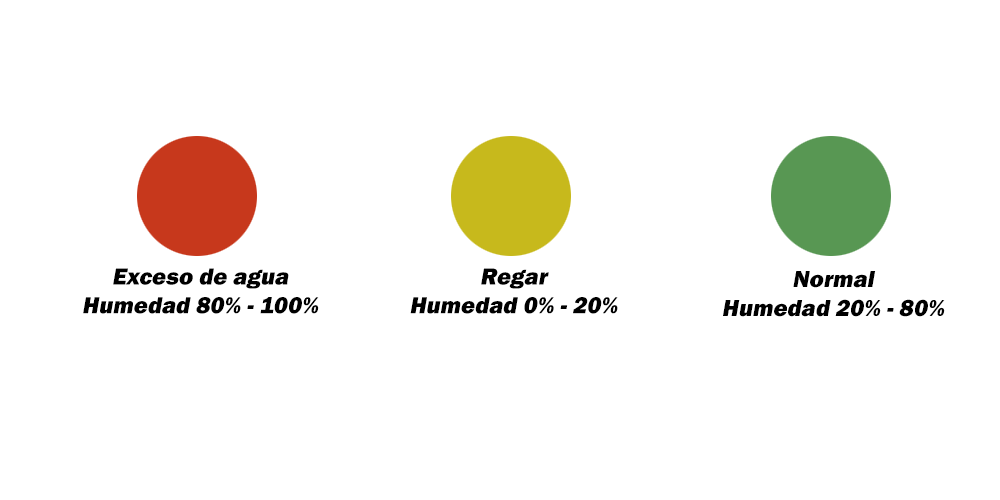 Exceso de agua
Humedad 80% - 100%
Regar
Humedad 0% - 20%
Normal
Humedad 20% - 80%